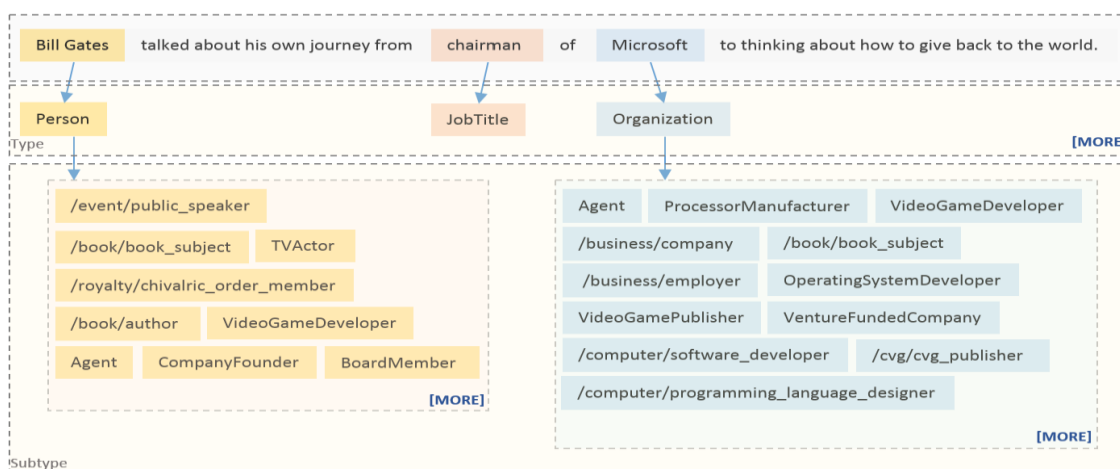 Bill Gates talked about his own journey from chairman of Microsoft to thinking about how to give back to the world.
Person JobTitle Organization
Type [MORE
/event/public_speaker
/book/book_subject TVActor
/royalty/chivalric_order_member
/book/author VideoGameDeveloper
Agent CompanyFounder BoardMember
[MORE]
Agent ProcessorManufacturer VideoGameDeveloper
/business/company /book/book_subject
/business/employer OperatingSystemDeveloper
VideoGamePublisher VentureFundedCompany
/computer/software_developer /cvg/cvg_publisher
/computer/programming_language_designer
[MORE]
Subtype